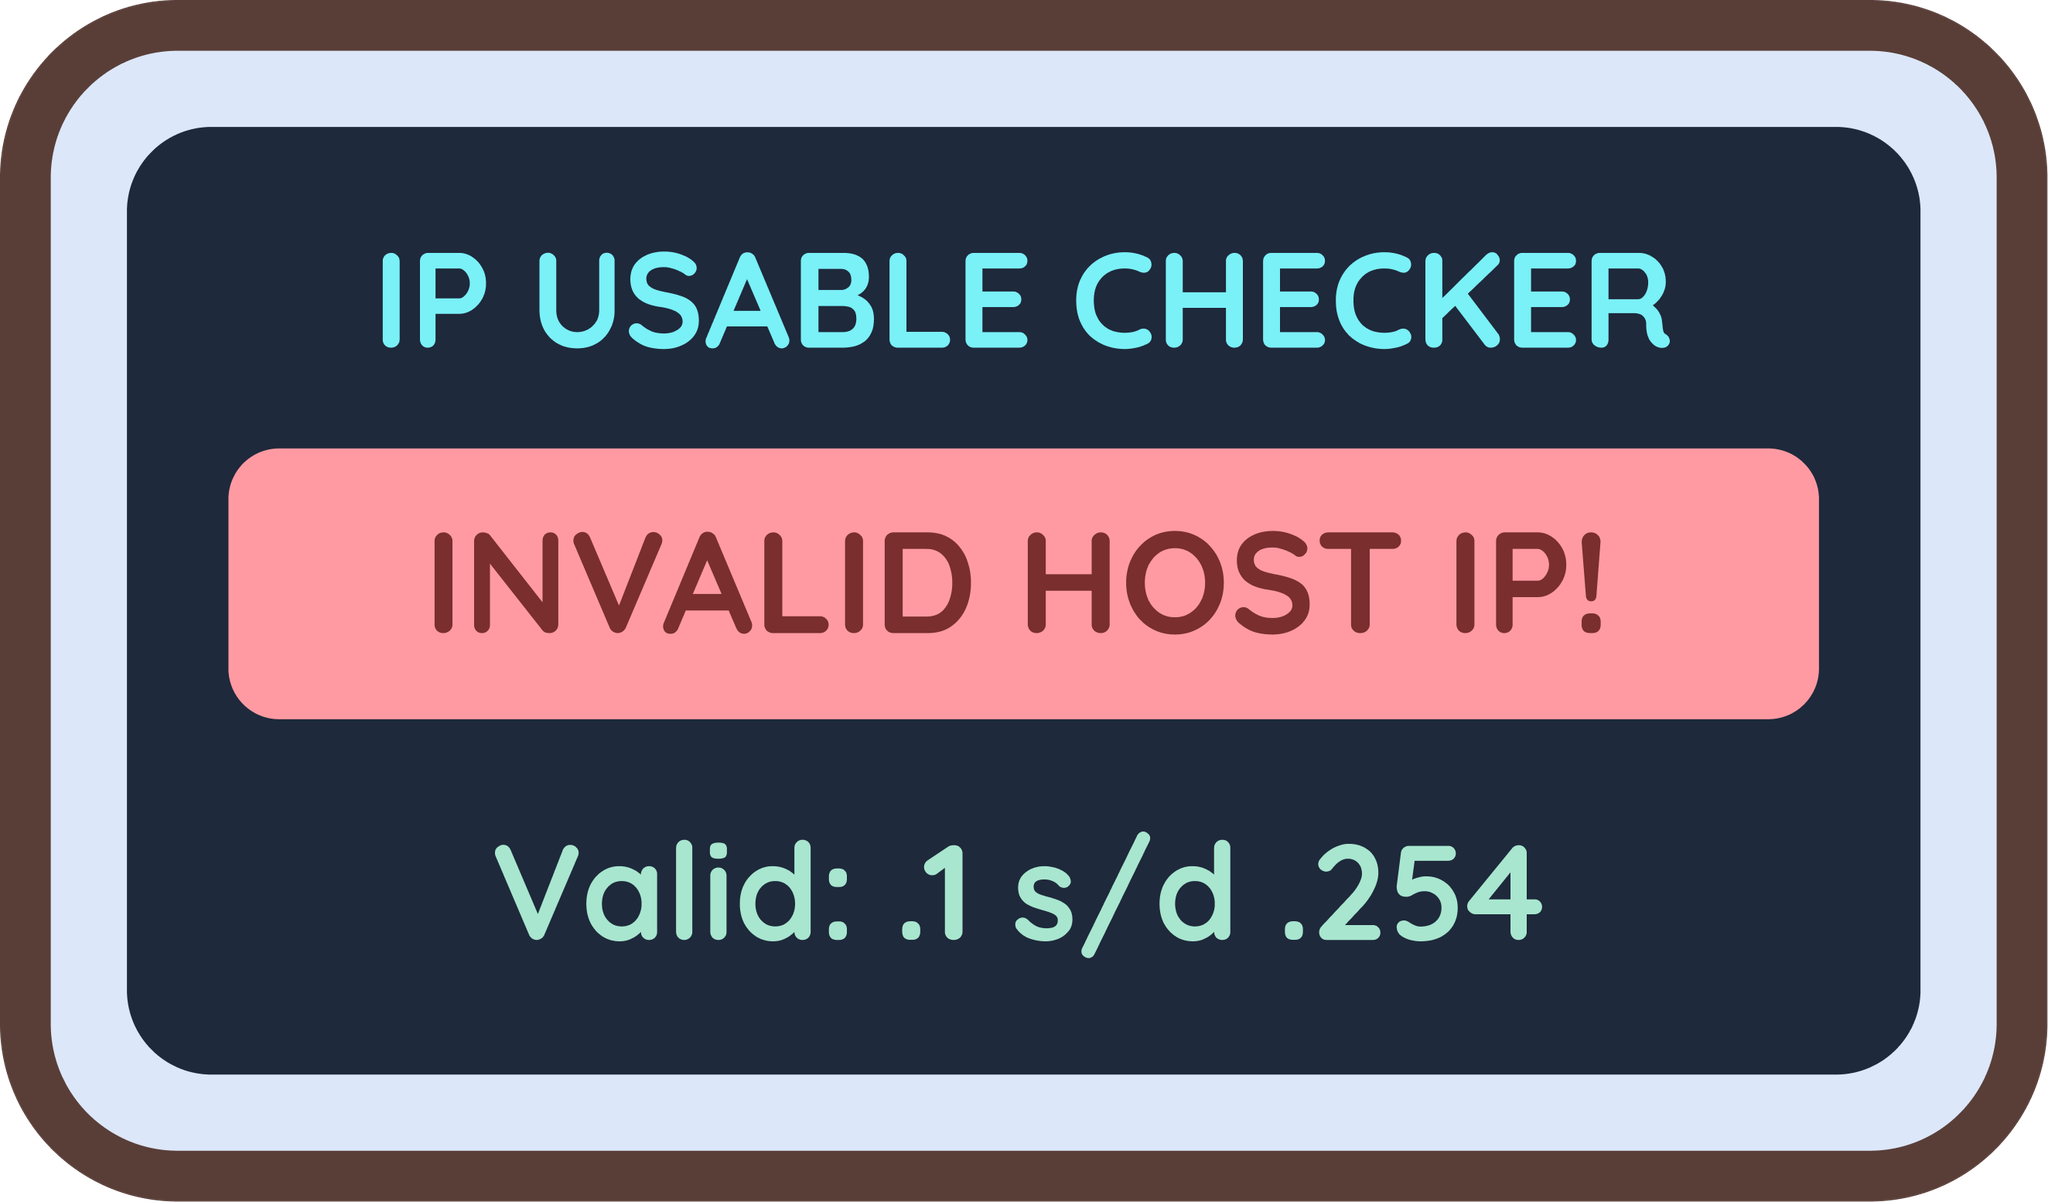 IP USABLE CHECKER
INVALID HOST IP!
Valid: .1 s/d .254